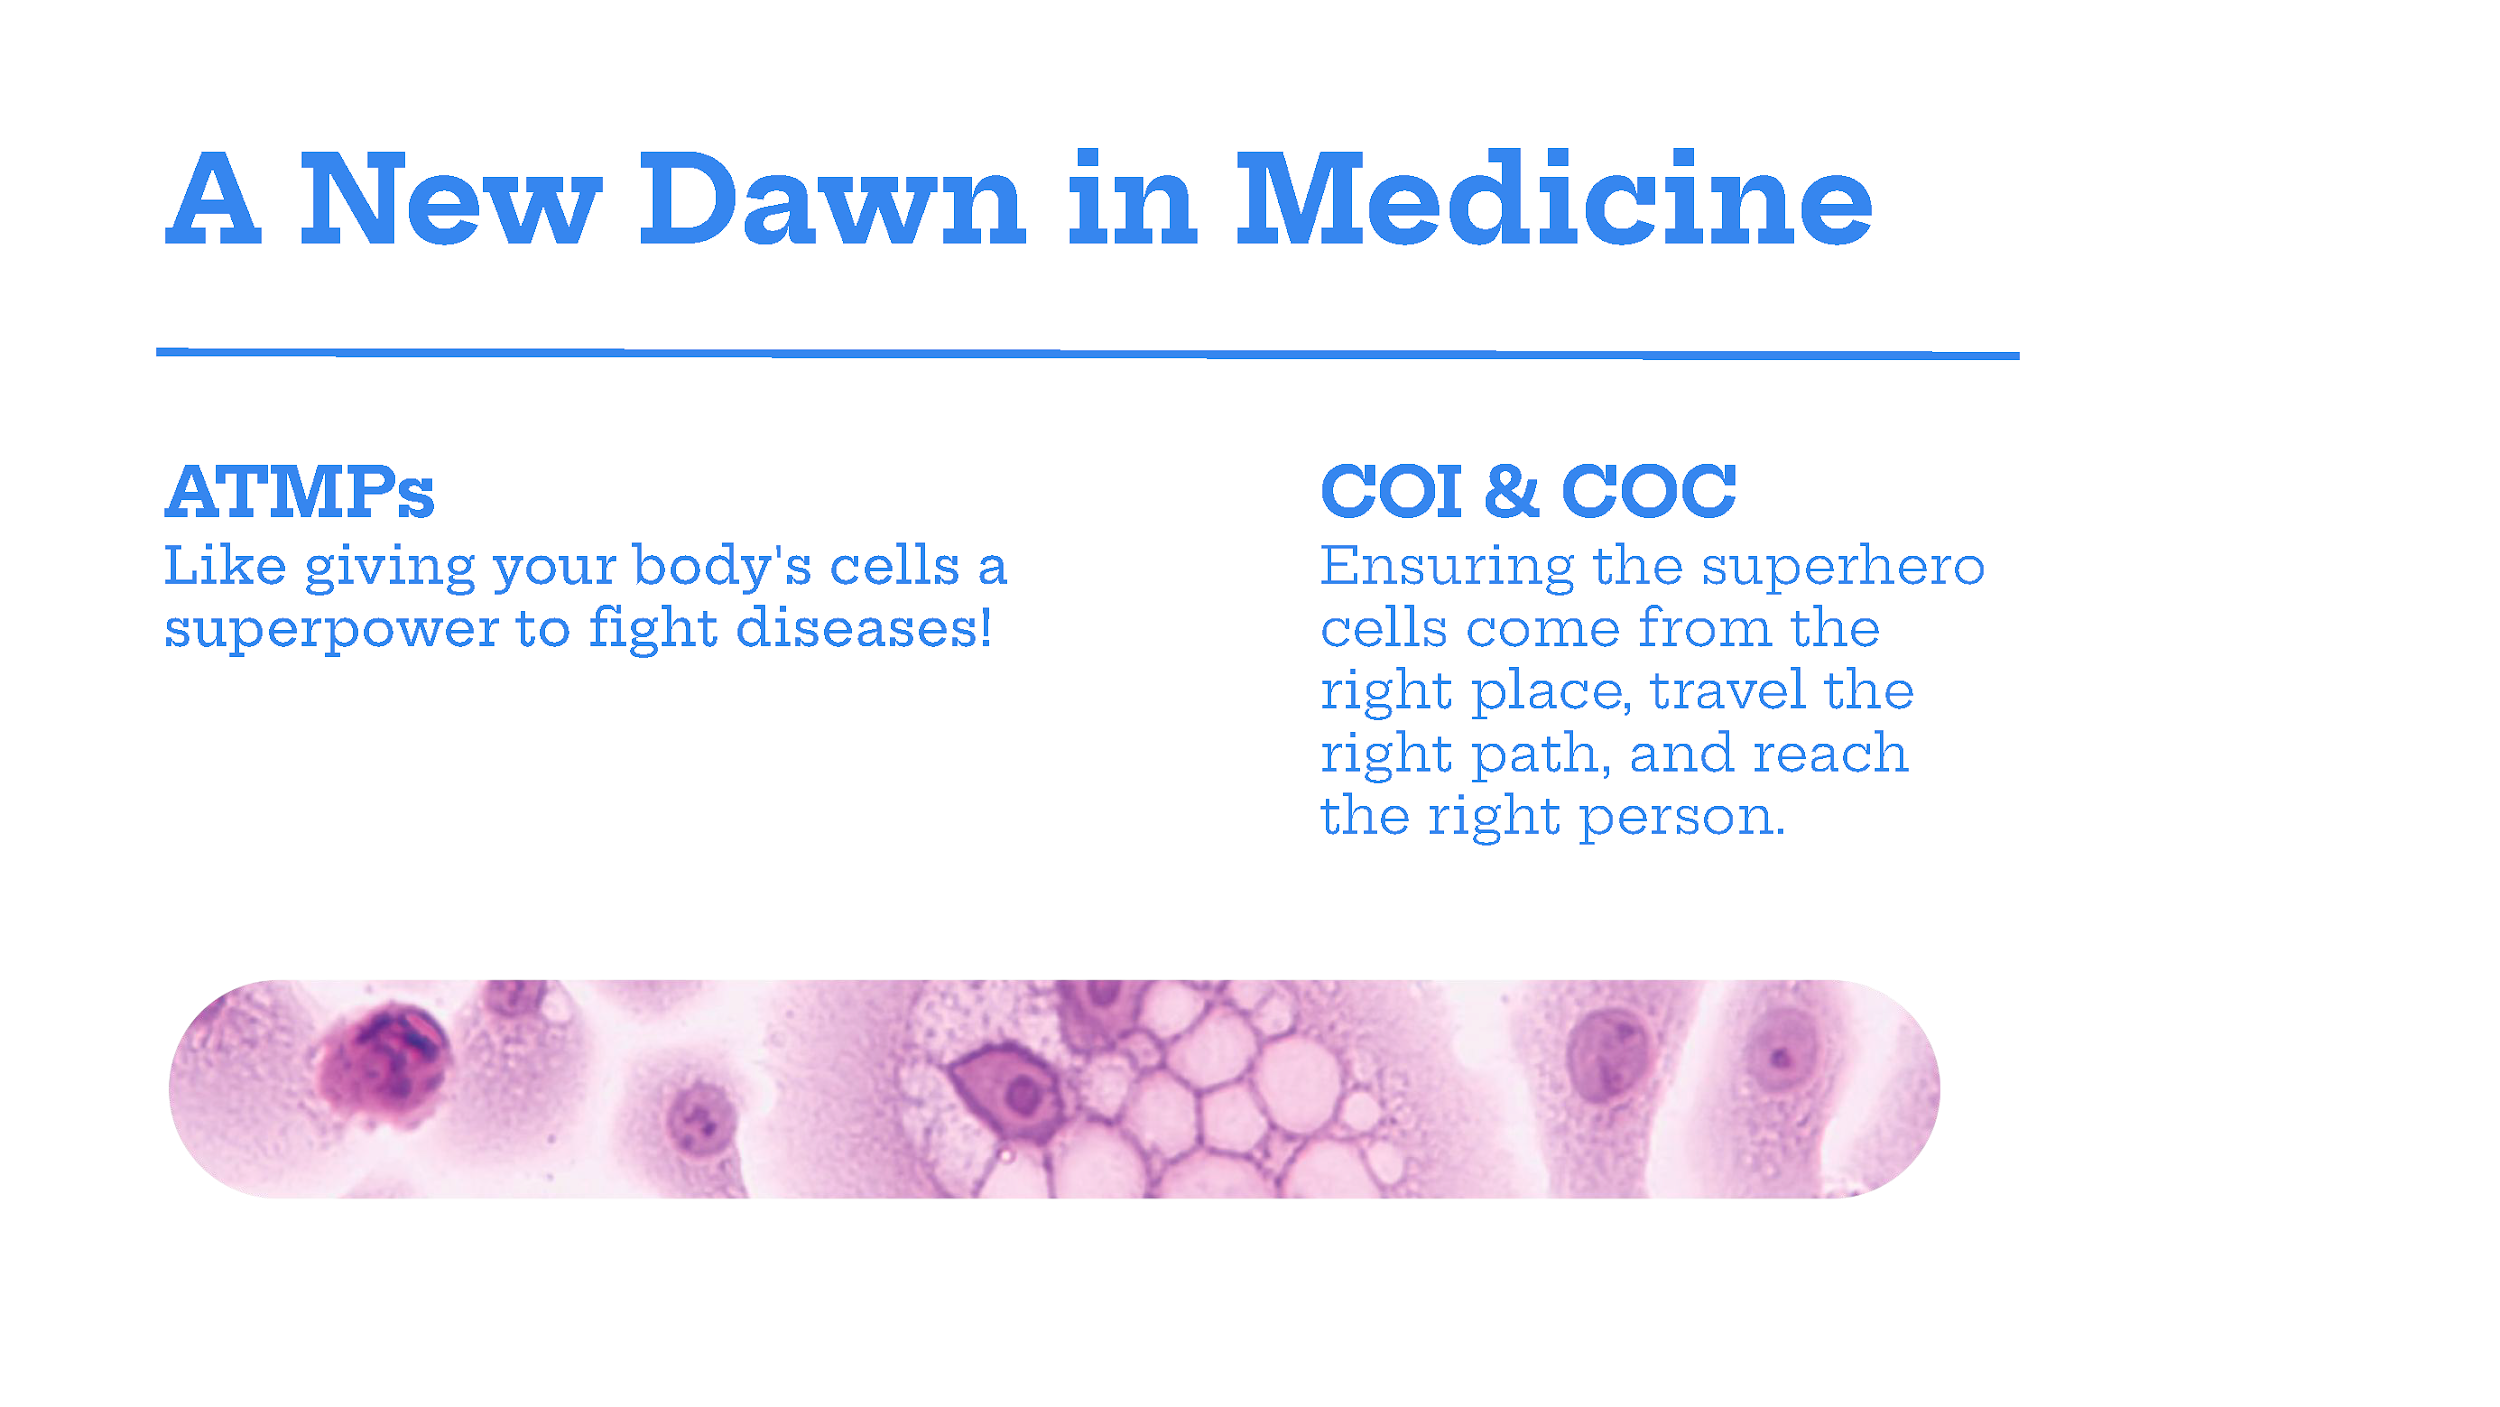 A New Dawn in Medicine
ATMPs
Like giving your body's cells a
superpower to fight diseases!
COI & COC
Ensuring the superhero
cells come from the
right place, travel the
right path, and reach
the right person.